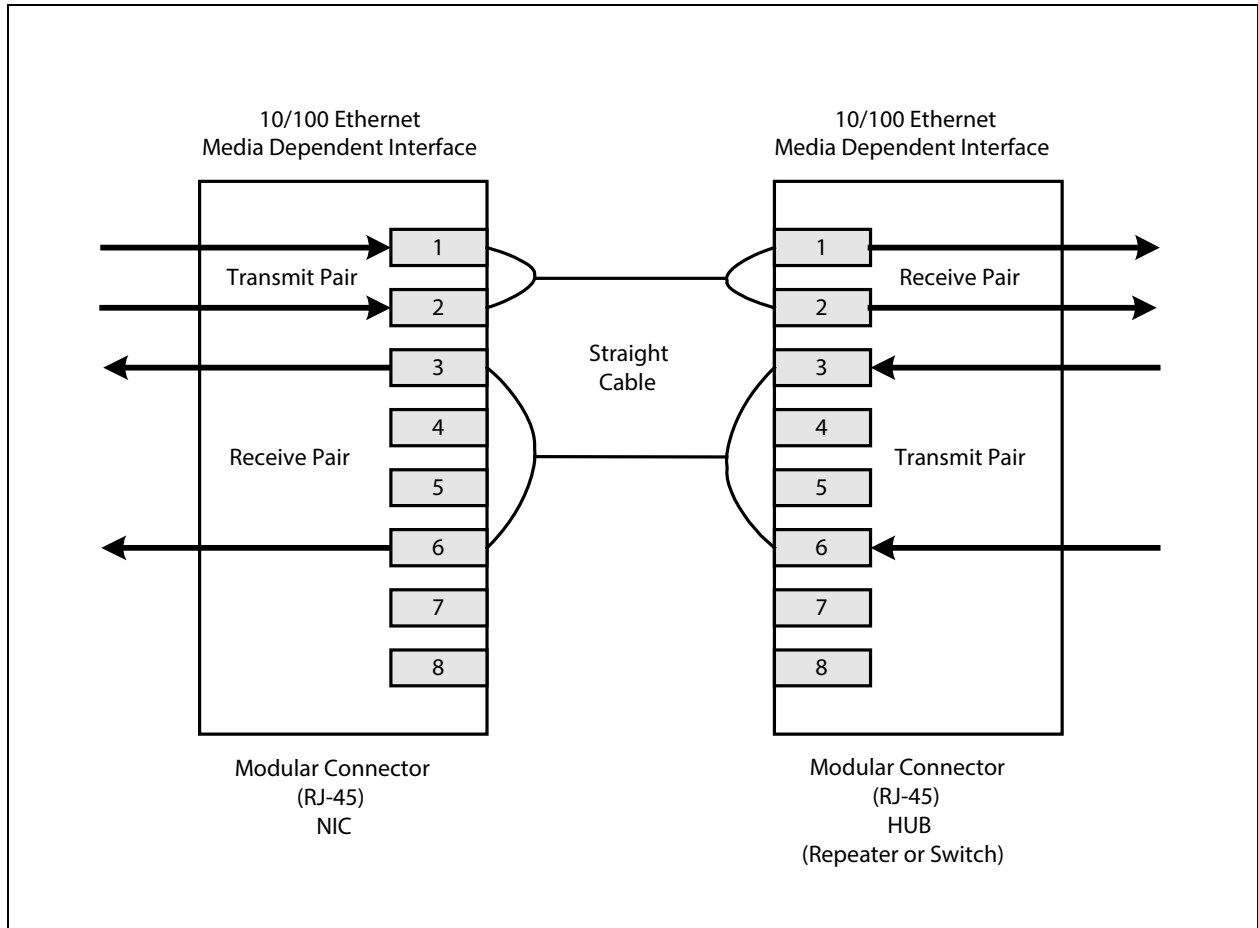 10/100 Ethernet
Media Dependent Interface
10/100 Ethernet
Media Dependent Interface
1
Transmit Pair
2
3
4
Receive Pair
5
6
7
8
Straight
Cable
1
Receive Pair
2
3
4
Transmit Pair
5
6
7
8
Modular Connector
(RJ-45)
NIC
Modular Connector
(RJ-45)
HUB
(Repeater or Switch)